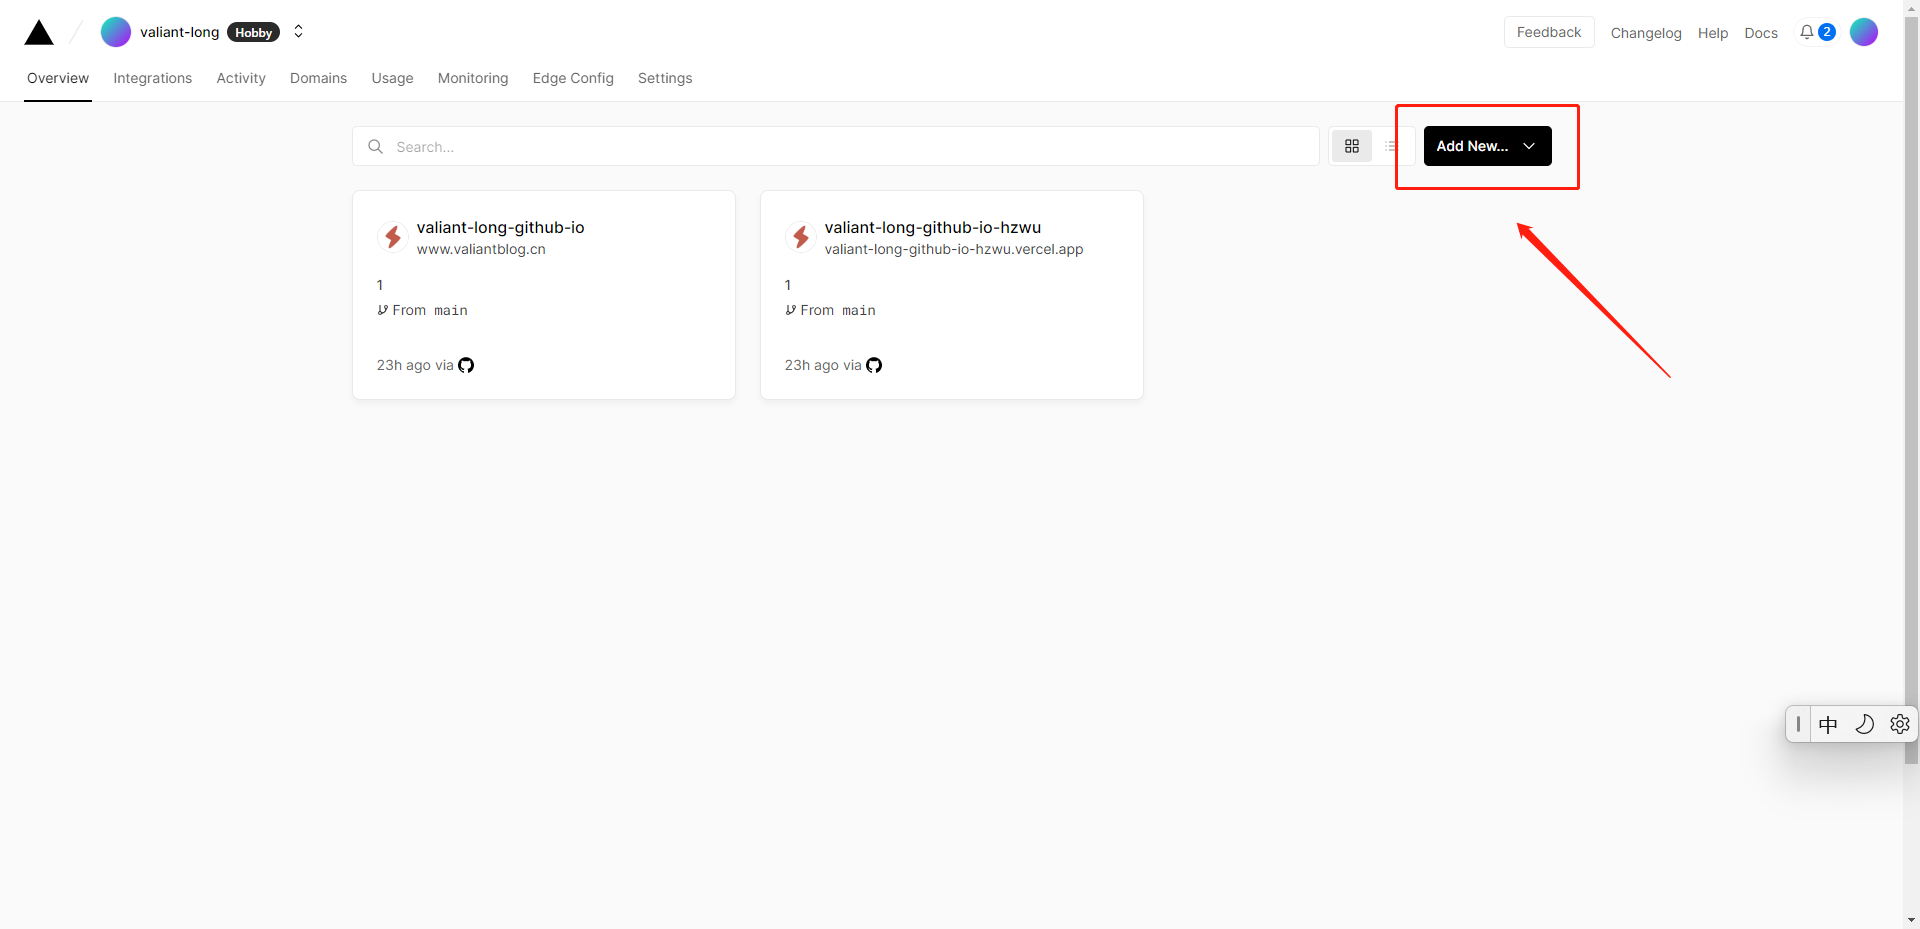 valiant-long Hobby
Feedback Changelog Help Docs 2
Overview Integrations Activity Domains Usage Monitoring Edge Config Settings
Search...
Add New...
valiant-long-github-io
www.valiantblog.cn
1
From main
23h ago via
valiant-long-github-io-hzwu
valiant-long-github-io-hzwu.vercel.app
1
From main
23h ago via
中